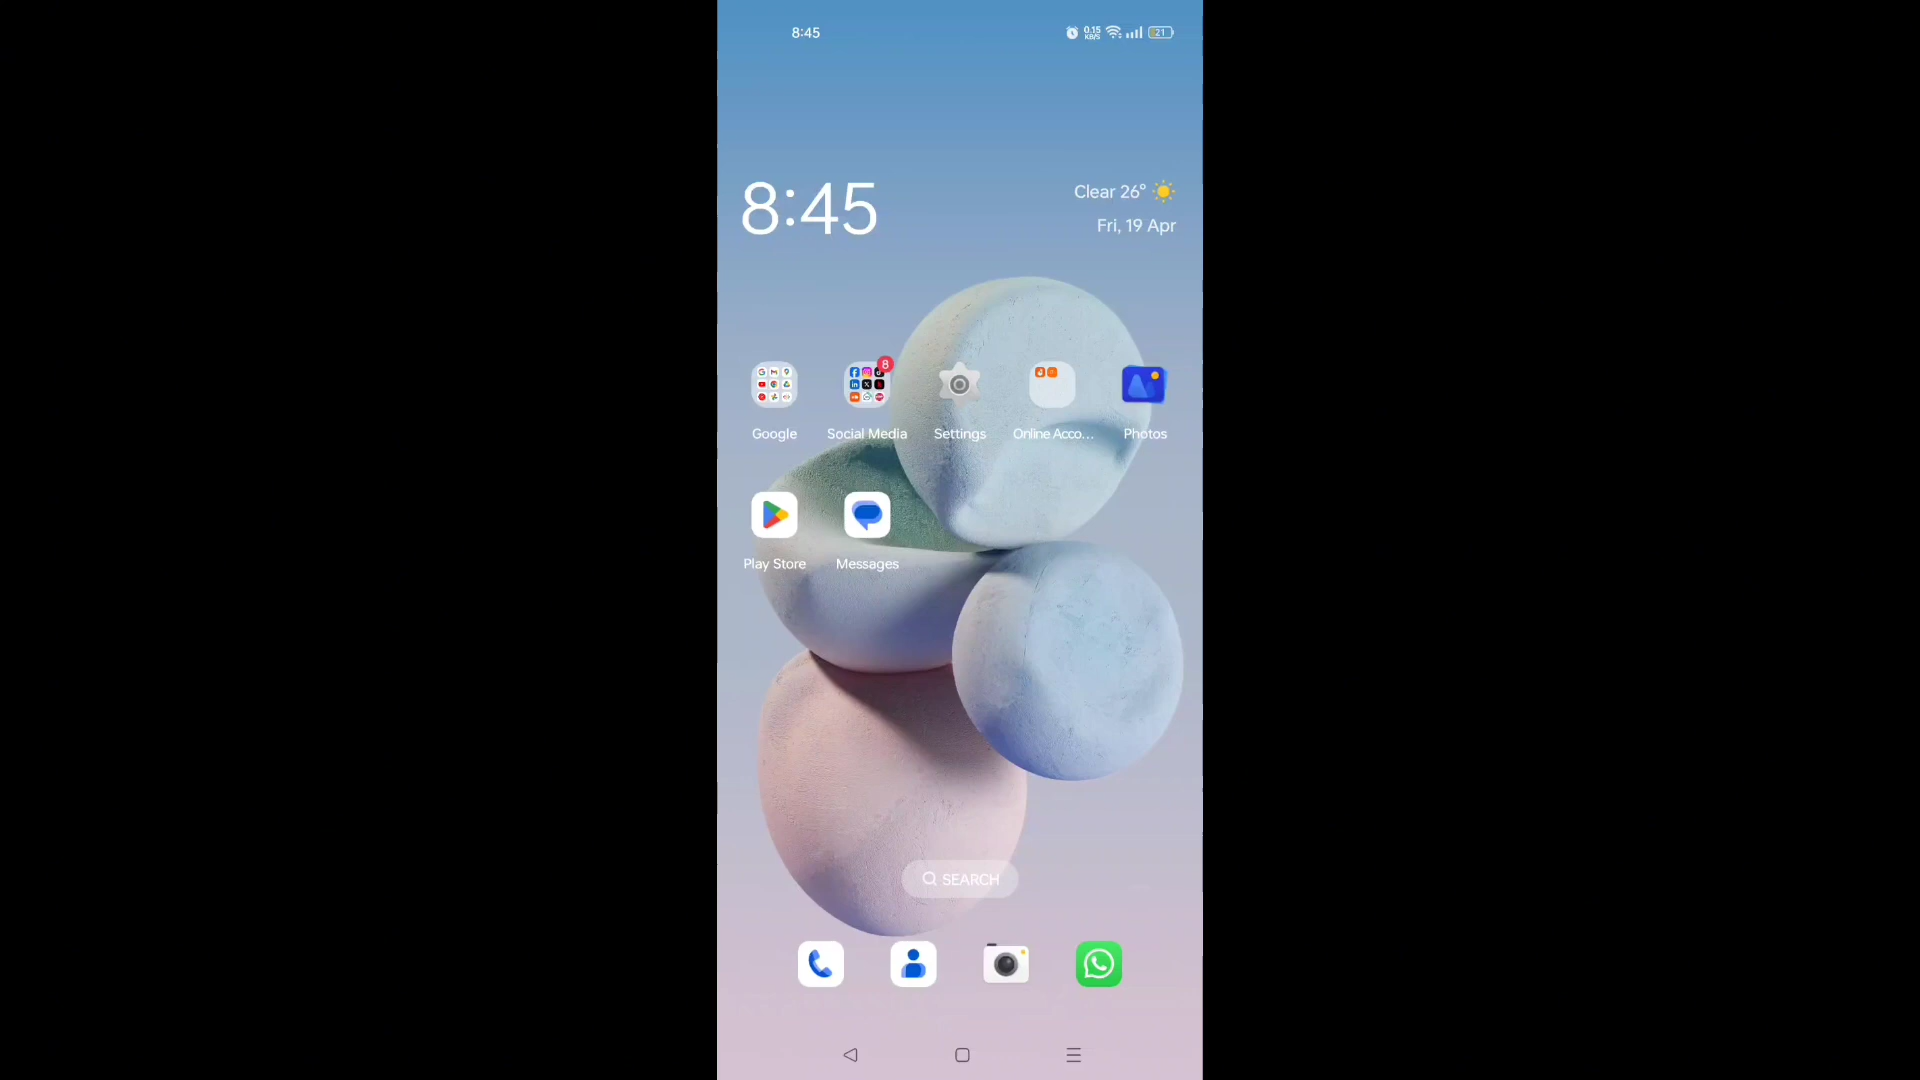 8:45
0.15
KB/S
21
8:45
Clear 26°
Fri, 19 Apr
8
Google
Social Media
Settings
Online Acco...
Photos
Play Store
Messages
SEARCH